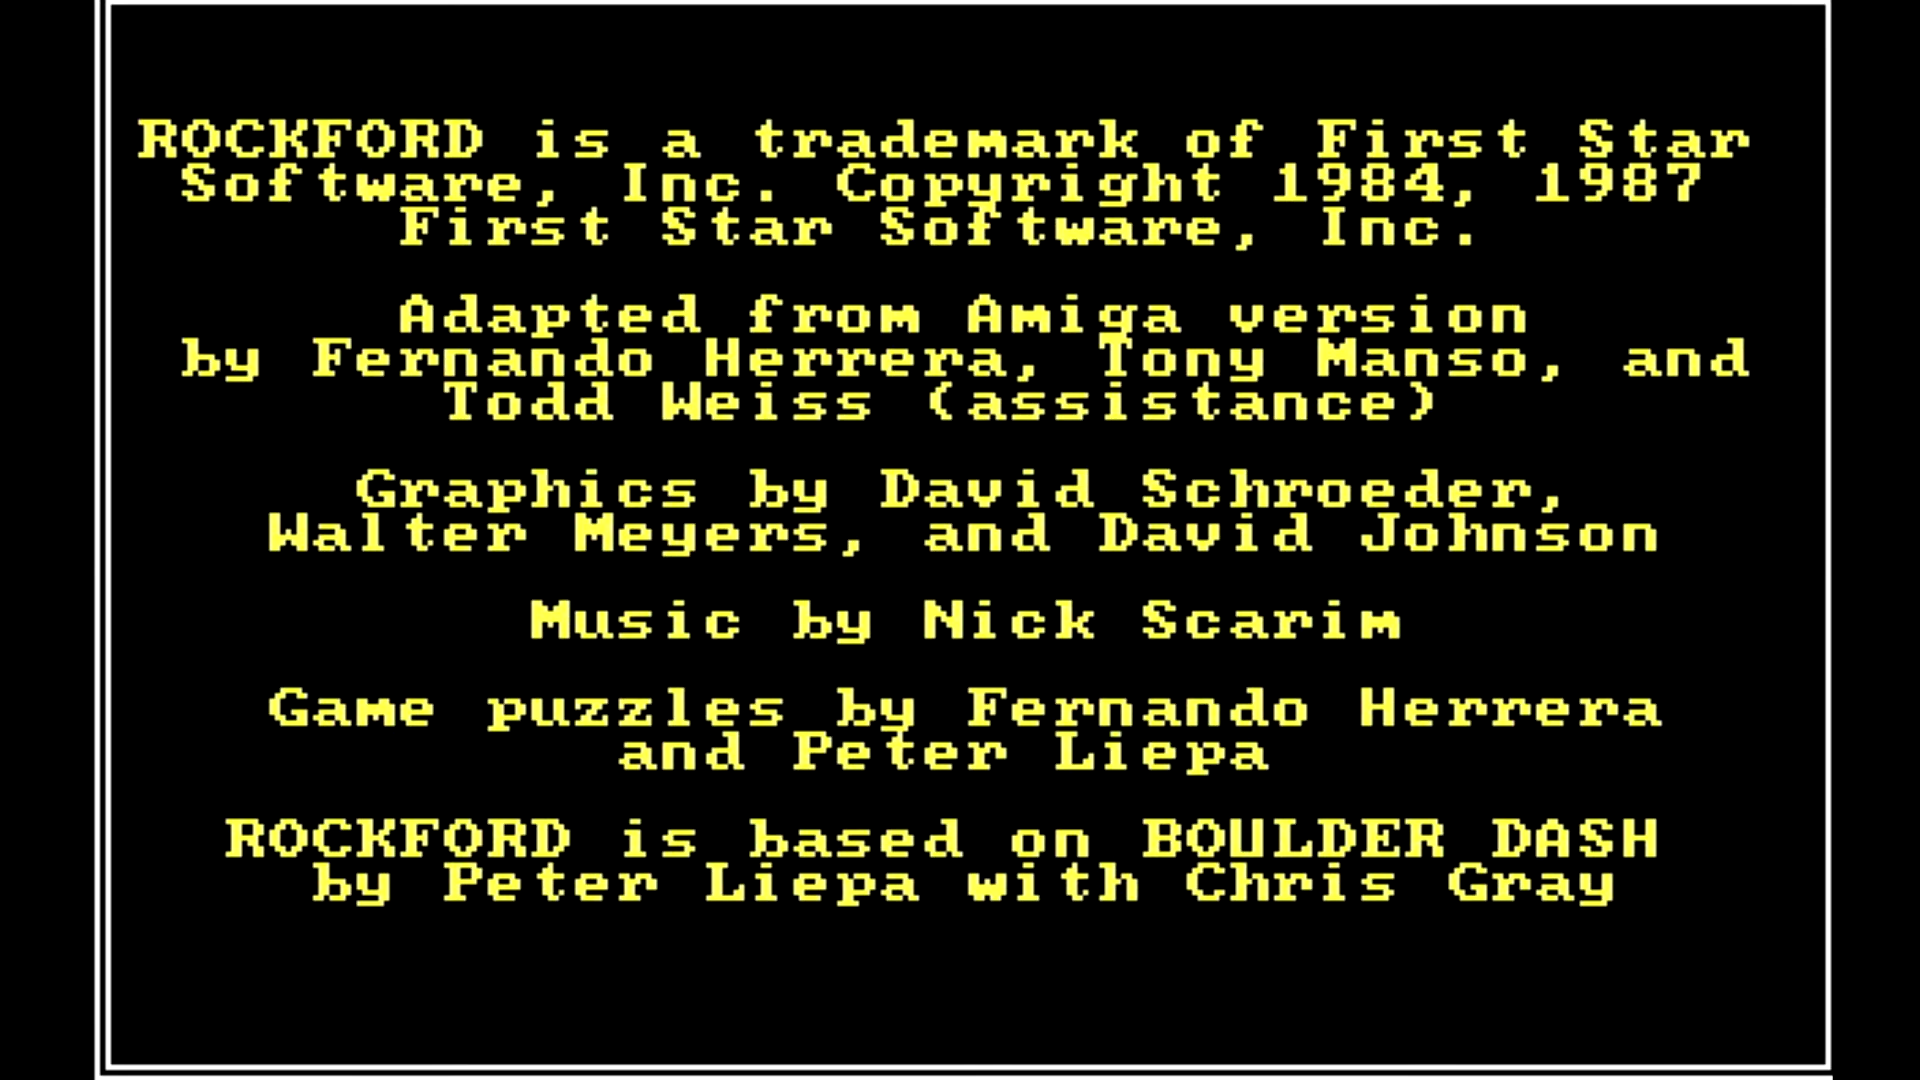 ROCKFORD is a trademark of First Star
Software, Inc. Copyright 1984, 1987
First Star Software, Inc.
Adapted from Amiga version
by Fernando Herrera, Tony Manso, and
Todd Weiss (assistance)
Graphics by David Schroeder,
Walter Meyers, and David Johnson
Music by Nick Scarim
Game puzzles by Fernando Herrera
and Peter Liepa
ROCKFORD is based on BOULDER DASH
by Peter Liepa with Chris Gray